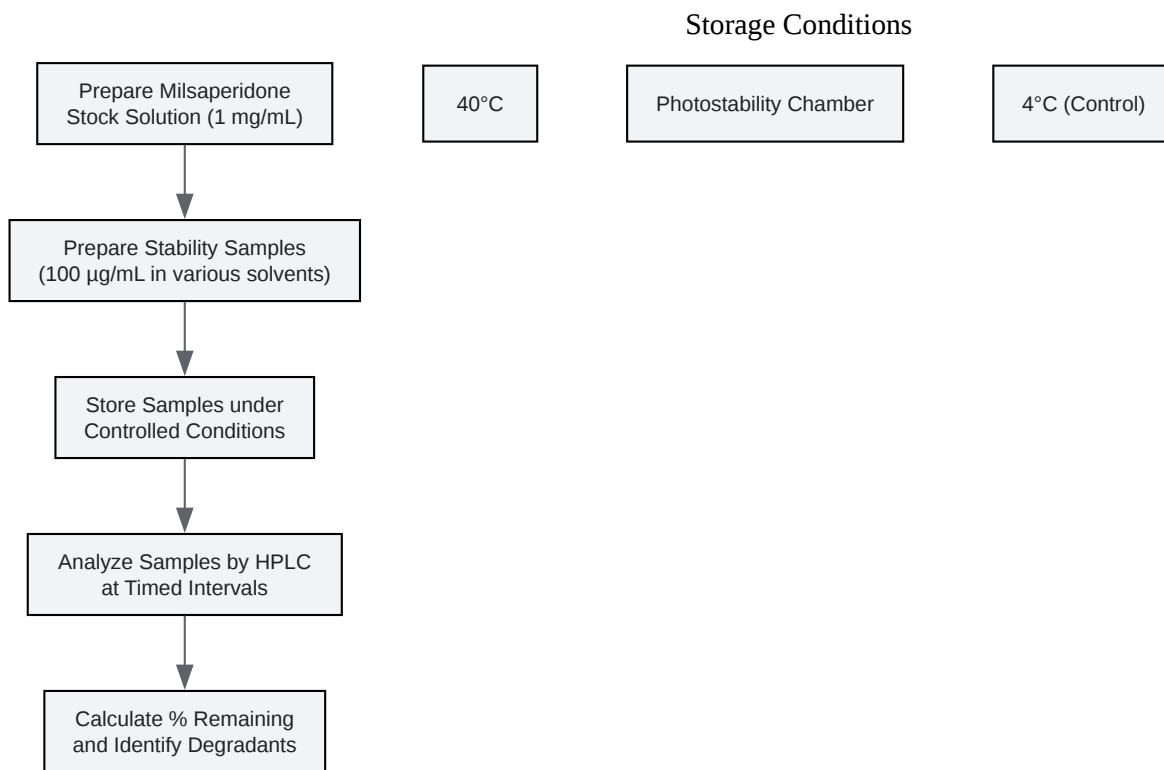 Storage Conditions
Prepare Milsaperidone
Stock Solution (1 mg/mL)
40°C
Photostability Chamber
4°C (Control)
Prepare Stability Samples
(100 µg/mL in various solvents)
Store Samples under
Controlled Conditions
Analyze Samples by HPLC
at Timed Intervals
Calculate % Remaining
and Identify Degradants